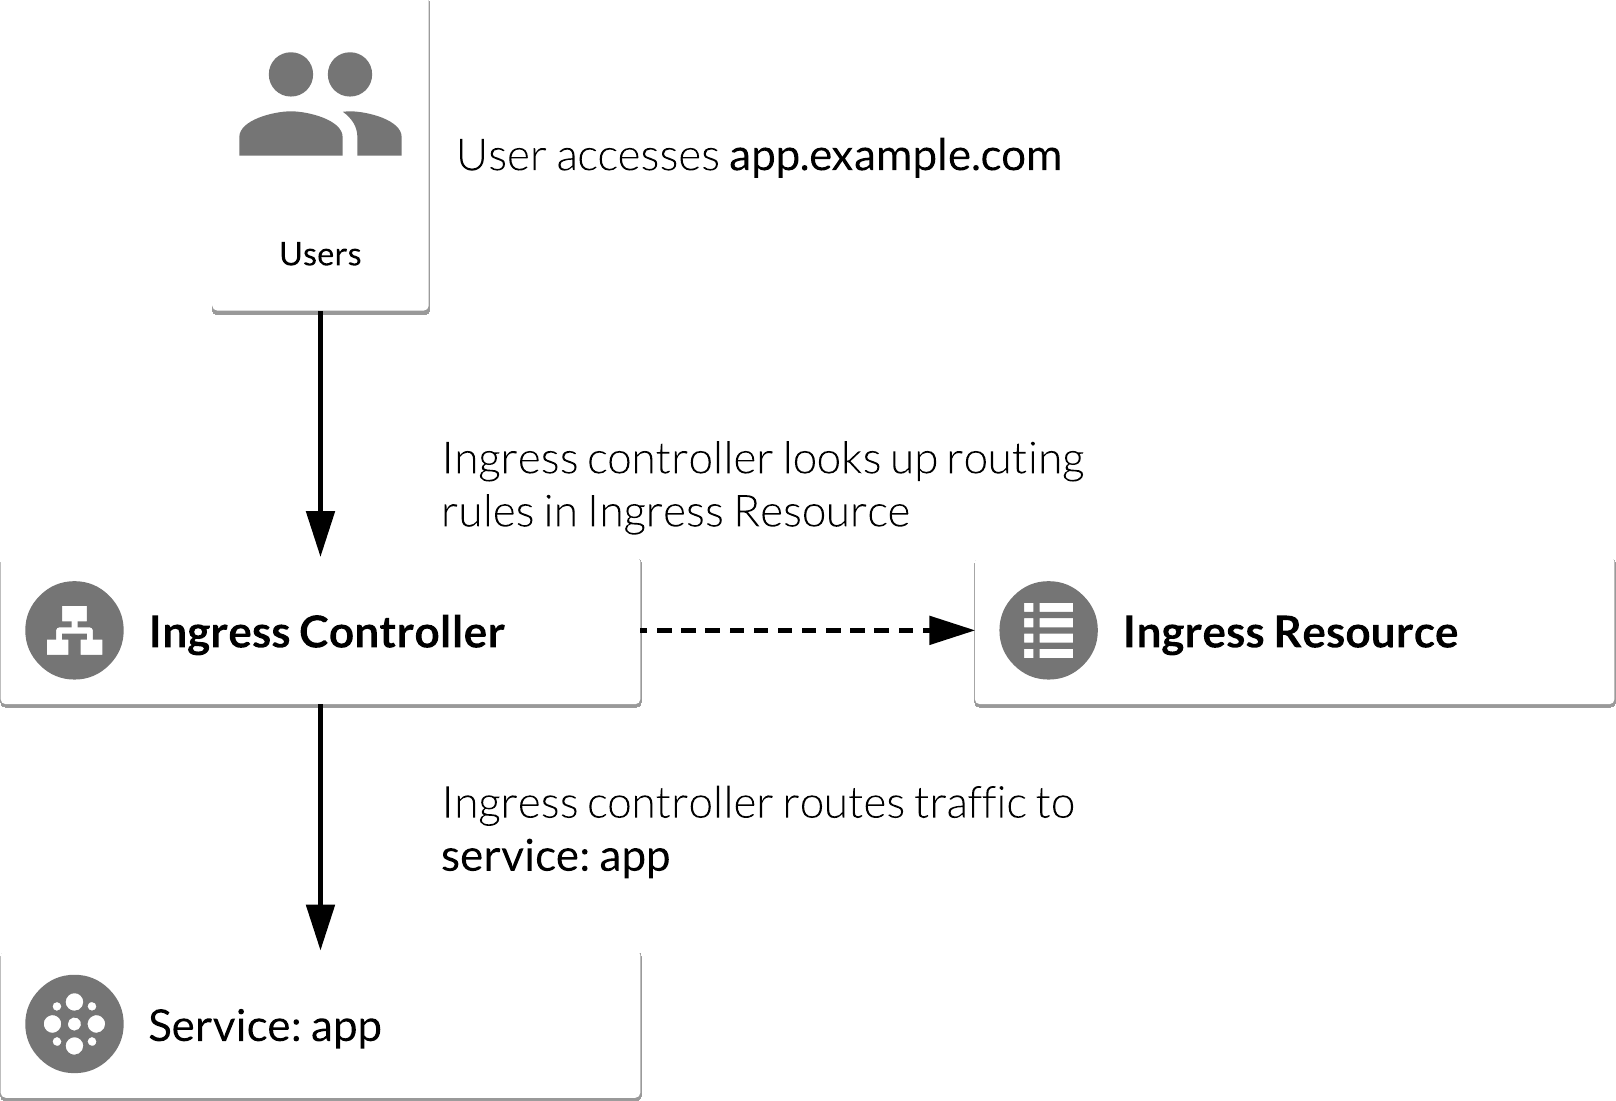 User accesses app.example.com
Users
Ingress controller looks up routing
rules in Ingress Resource
Ingress Controller
Ingress Resource
Ingress controller routes traffic to
service: app
Service: app